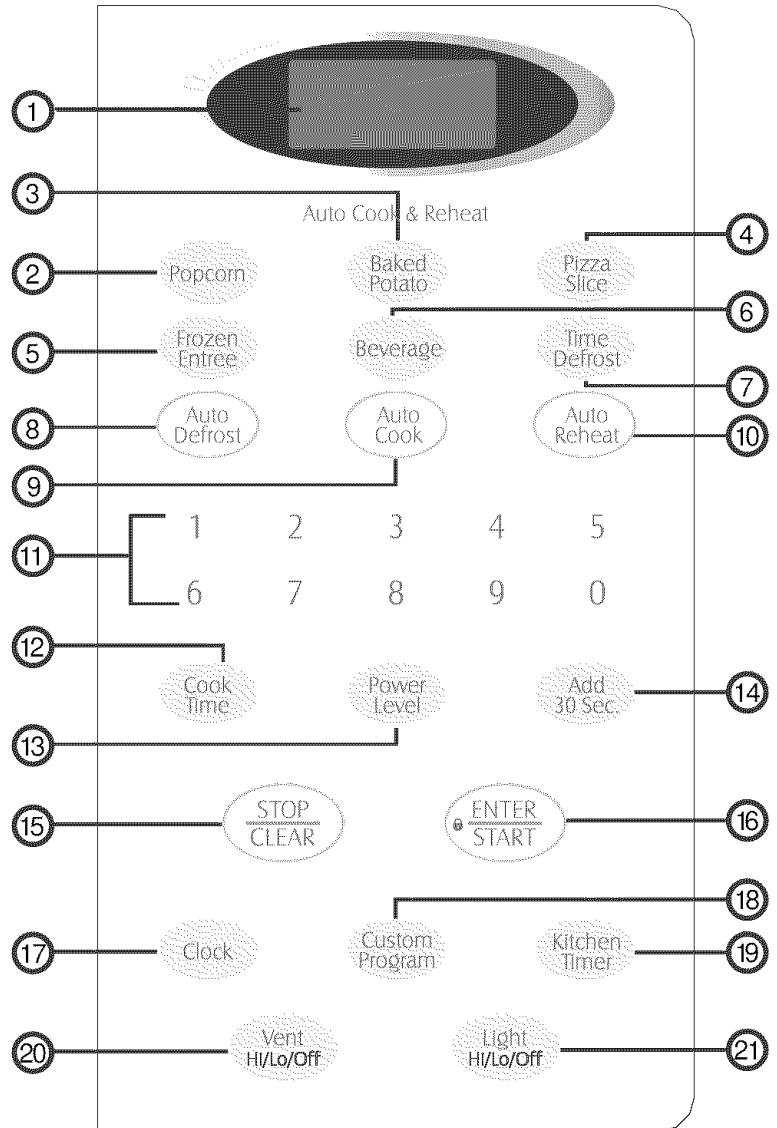 1
3
Auto Cook & Reheat
4
2
Popcorn
Baked
Potato
Pizza
Slice
6
5
Frozen
Entree
Beverage
Time
Defrost
7
8
Auto
Defrost
Auto
Cook
Auto
Reheat
10
9
11
1 2 3 4 5
6 7 8 9 0
12
Cook
Time
Power
Level
Add
30 Sec.
14
13
15
STOP
CLEAR
ENTER
START
16
18
17
Clock
Custom
Program
Kitchen
Timer
19
20
Vent
Hi/Lo/Off
Light
Hi/Lo/Off
21